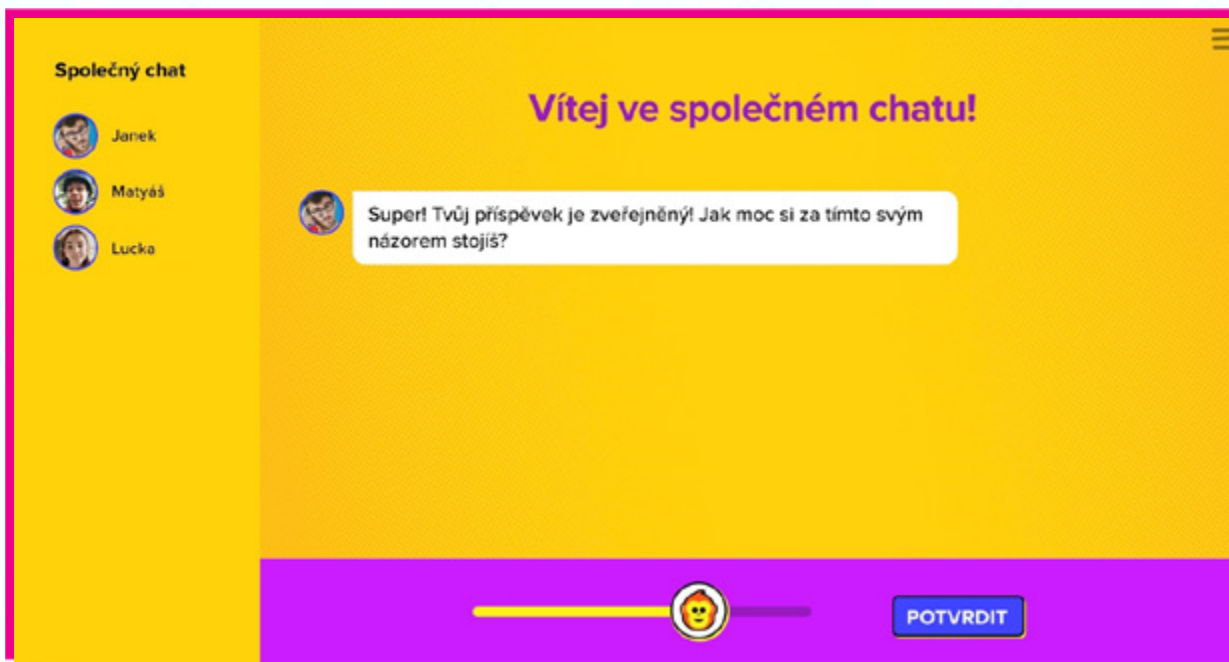 Společný chat
Janek
Matyáš
Lucka
Vítej ve společném chatu!
Super! Tvůj příspěvek je zveřejněný! Jak moc si za tímto svým
názorem stojíš?
POTVRDIT